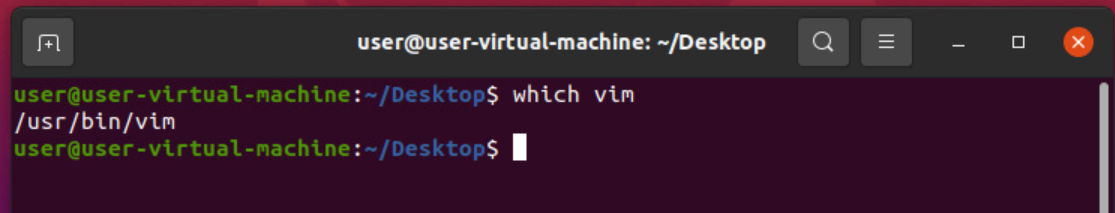 user@user-virtual-machine: ~/Desktop
user@user-virtual-machine:~/Desktop$ which vim
/usr/bin/vim
user@user-virtual-machine:~/Desktop$